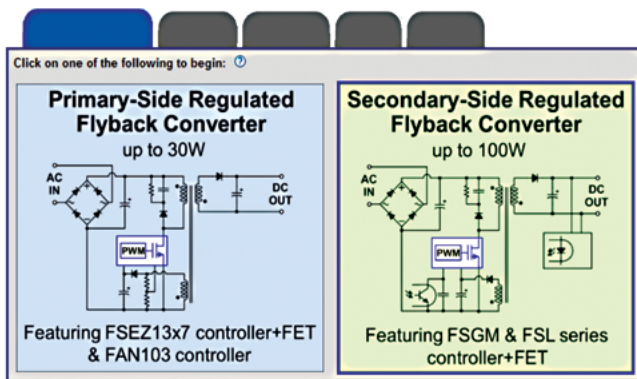 Click on one of the following to begin: ?
Primary-Side Regulated
Flyback Converter
up to 30W
AC
IN
DC
OUT
PWM
Featuring FSEZ13x7 controller+FET
& FAN103 controller
Secondary-Side Regulated
Flyback Converter
up to 100W
AC
IN
DC
OUT
PWM
Featuring FSGM & FSL series
controller+FET